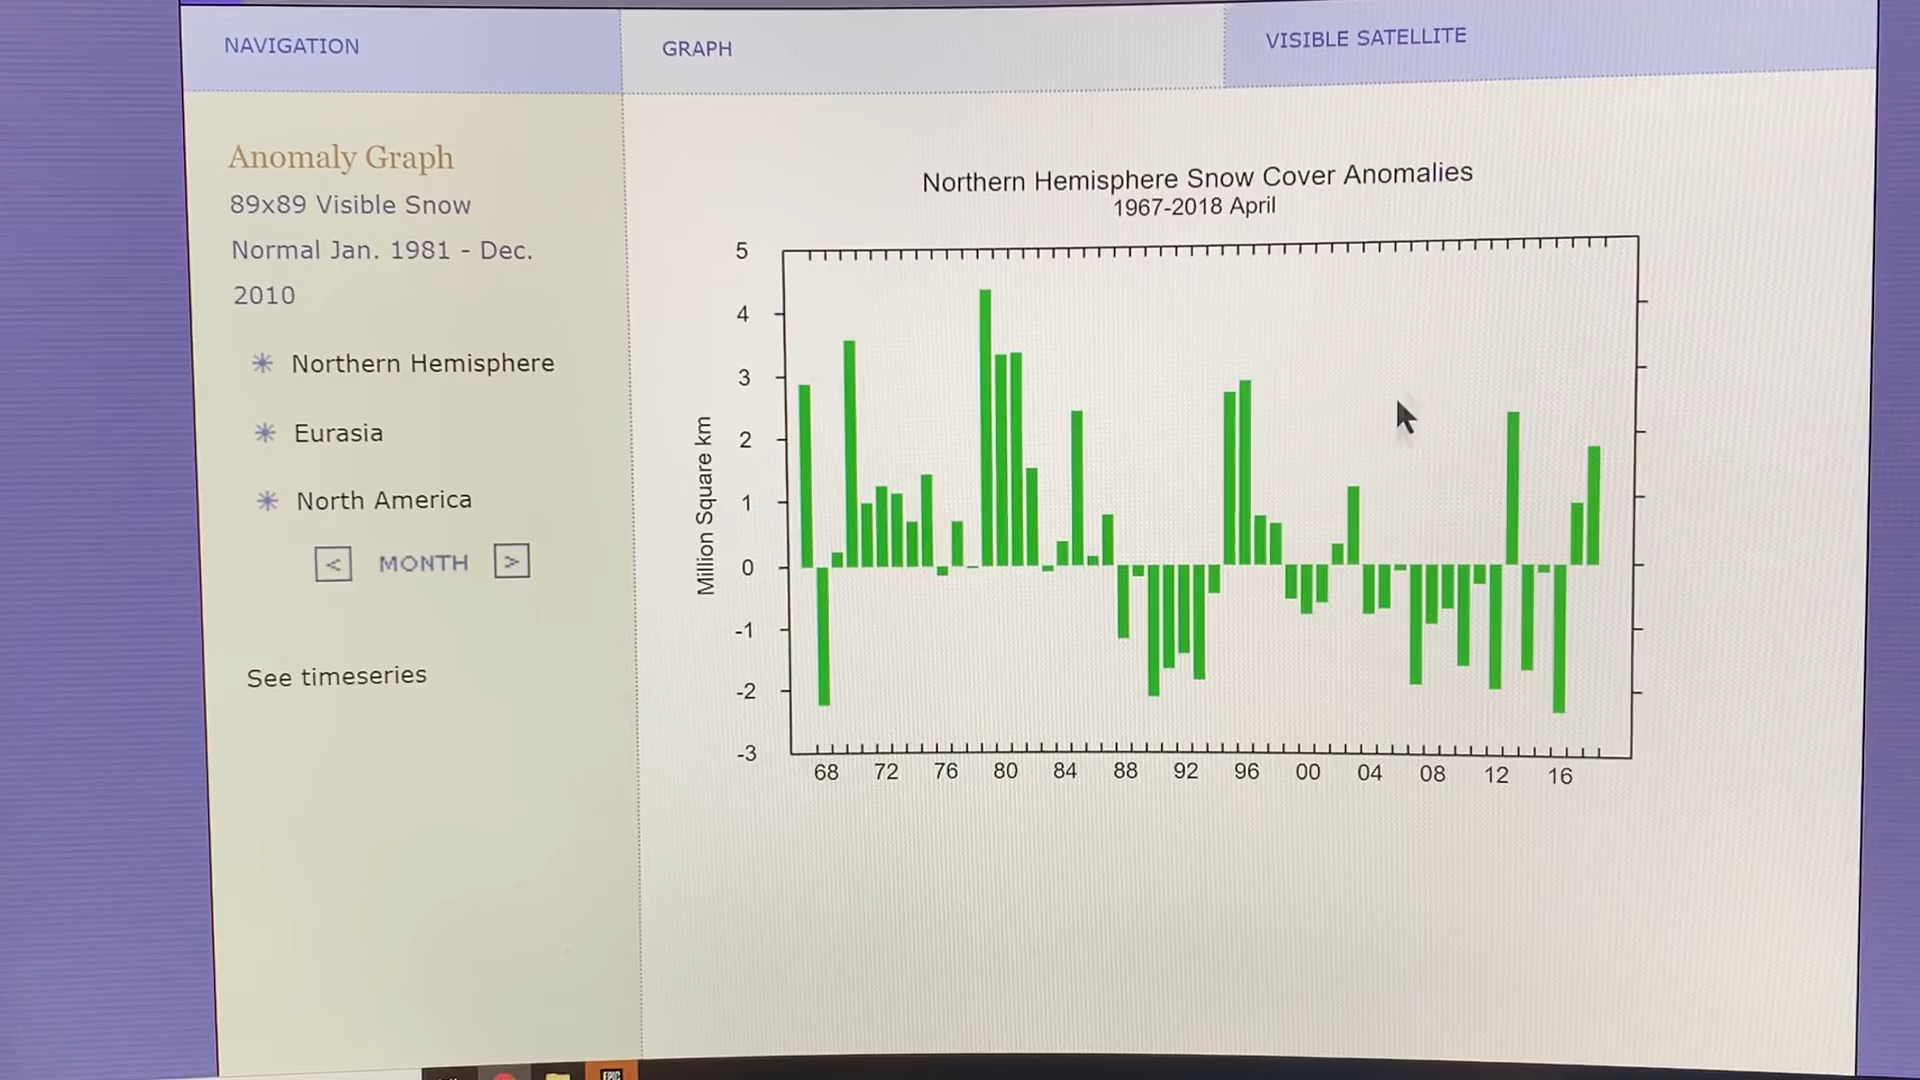 NAVIGATION
GRAPH
VISIBLE SATELLITE
Anomaly Graph
89x89 Visible Snow
Normal Jan. 1981 - Dec.
2010
Northern Hemisphere
Eurasia
North America
< MONTH >
See timeseries
Northern Hemisphere Snow Cover Anomalies
1967-2018 April
Million Square km
5
4
3
2
1
0
-1
-2
-3
68 72 76 80 84 88 92 96 00 04 08 12 16
EPIC